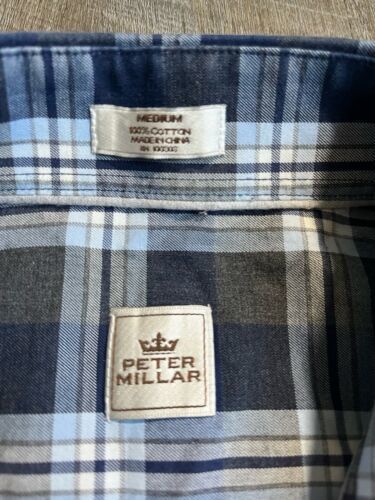 MEDIUM
100% COTTON
MADE IN CHINA
PETER
MILLAR